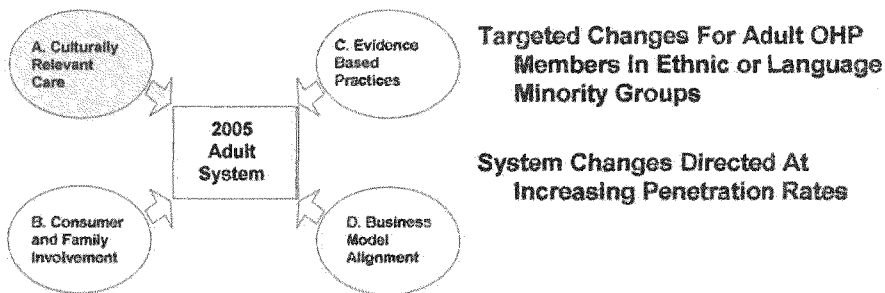 A. Culturally
Relevant
Care
C. Evidence
Based
Practices
2005
Adult
System
B. Consumer
and Family
Involvement
D. Business
Model
Alignment
Targeted Changes For Adult OHP
Members In Ethnic or Language
Minority Groups
System Changes Directed At
Increasing Penetration Rates